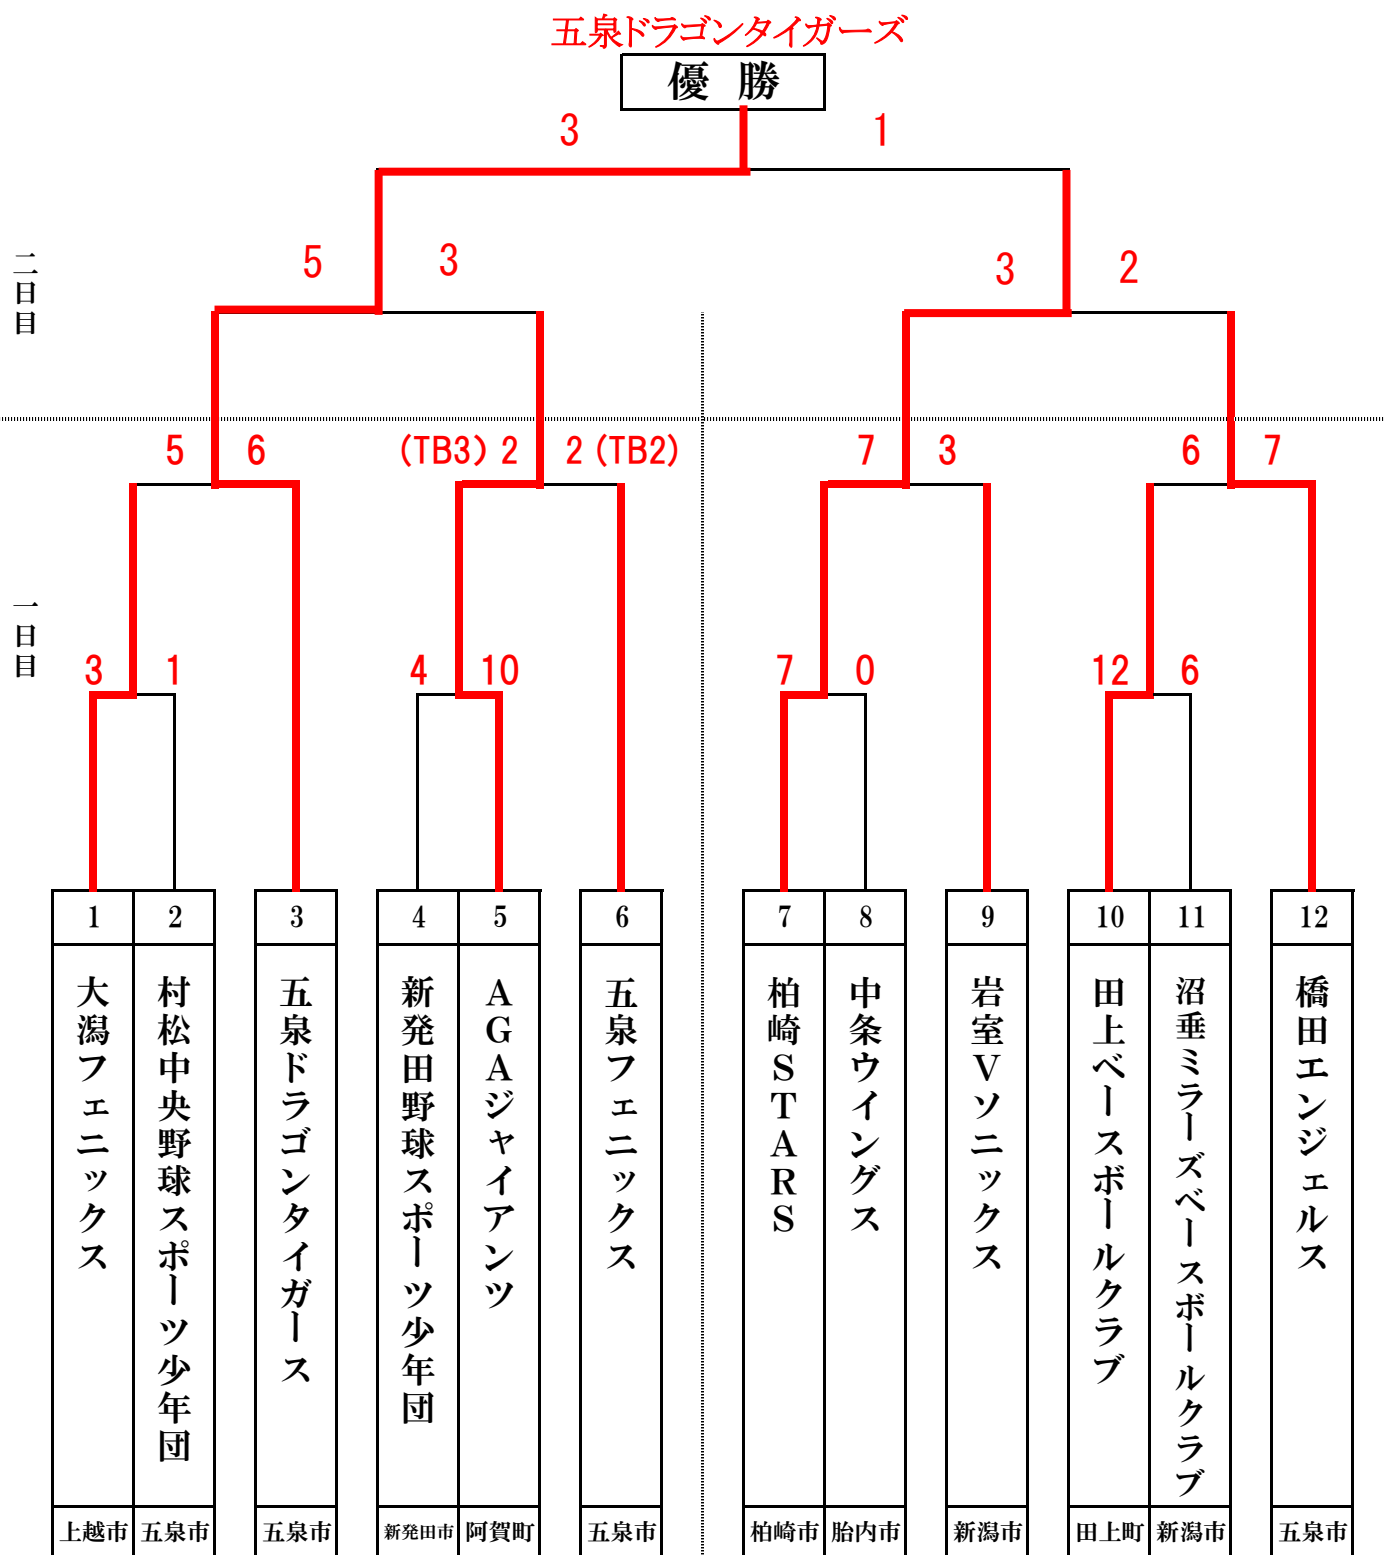 五泉ドラゴンタイガーズ
優 勝
3 1
二日目
5 3 3 2
5 6 (TB3) 2 2 (TB2) 7 3 6 7
一日目
3 1 4 10 7 0 12 6
1 2 3 4 5 6 7 8 9 10 11 12
大潟フェニックス
村松中央野球スポーツ少年団
五泉ドラゴンタイガース
新発田野球スポーツ少年団
AGAジャイアンツ
五泉フェニックス
柏崎STARS
中条ウイングス
岩室Vソニックス
田上ベースボールクラブ
沼垂ミラーズベースボールクラブ
橋田エンジェルス
上越市 五泉市 五泉市 新発田市 阿賀町 五泉市 柏崎市 胎内市 新潟市 田上町 新潟市 五泉市